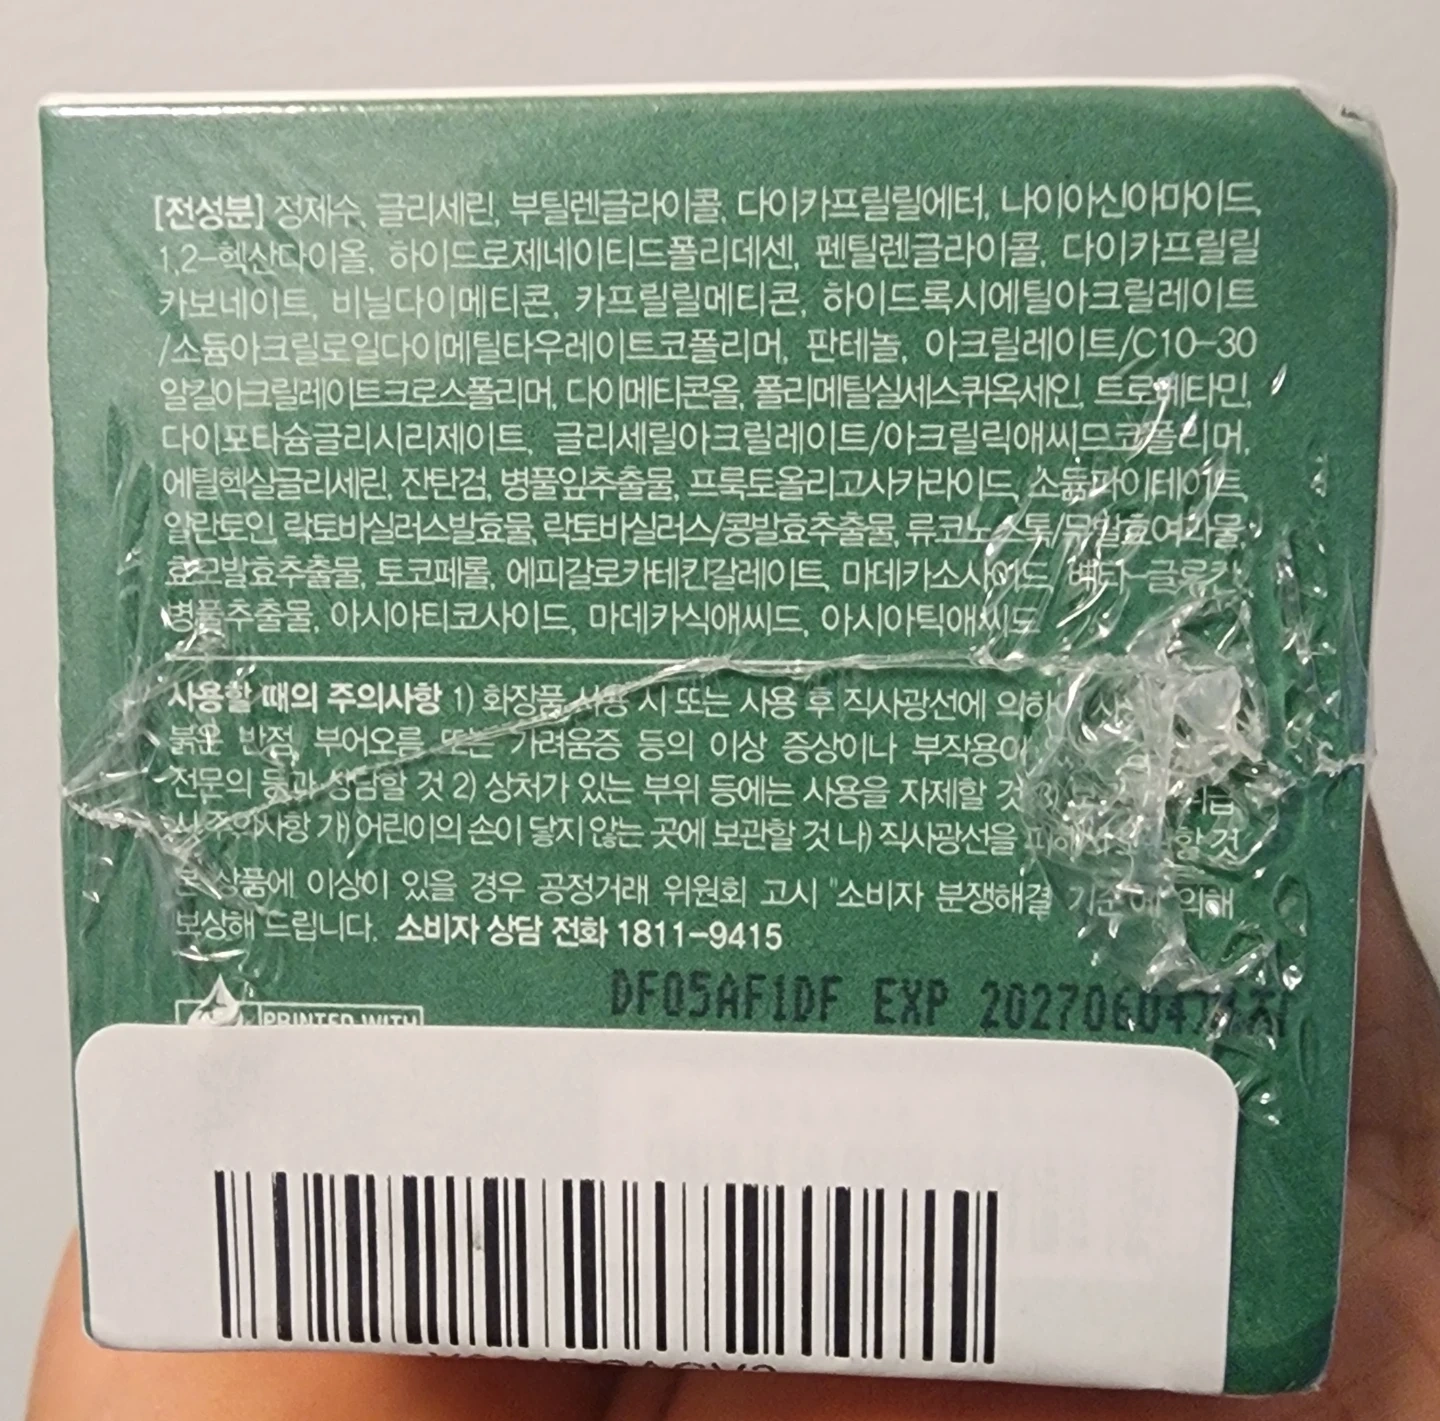 [전성분] 정제수, 글리세린, 부틸렌글라이콜, 다이카프릴릴에터, 나이아신아마이드,
1,2-헥산다이올, 하이드로제네이티드폴리데센, 펜틸렌글라이콜, 다이카프릴릴
카보네이트, 비닐다이메티콘, 카프릴릴메티콘, 하이드록시에틸아크릴레이트
/소듐아크릴로일다이메틸타우레이트코폴리머, 판테놀, 아크릴레이트/C10-30
알킬아크릴레이트크로스폴리머, 다이메티콘올, 폴리메틸실세스퀴옥세인, 트로메타민,
다이포타슘글리시리제이트, 글리세릴아크릴레이트/아크릴릭애씨드코폴리머,
에틸헥실글리세린, 잔탄검, 병풀잎추출물, 프룩토올리고사카라이드, 소듐파이테이트,
알란토인, 락토바실러스발효물, 락토바실러스/콩발효추출물, 류코노스톡/무발효여과물,
효모발효추출물, 토코페롤, 에피갈로카테킨갈레이트, 마데카소사이드, 베타-글루칸,
병풀추출물, 아시아티코사이드, 마데카식애씨드, 아시아틱애씨드
사용할 때의 주의사항 1) 화장품 사용 시 또는 사용 후 직사광선에 의하
붉은 반점, 부어오름 또는 가려움증 등의 이상 증상이나 부작용이
전문의 등과 상담할 것 2) 상처가 있는 부위 등에는 사용을 자제할 것
시 주의사항 가) 어린이의 손이 닿지 않는 곳에 보관할 것 나) 직사광선을 할 것
본 상품에 이상이 있을 경우 공정거래 위원회 고시 "소비자 분쟁해결 기준"에 의해
보상해 드립니다. 소비자 상담 전화 1811-9415
DF05AF1DF EXP 20270604
PRINTED WITH